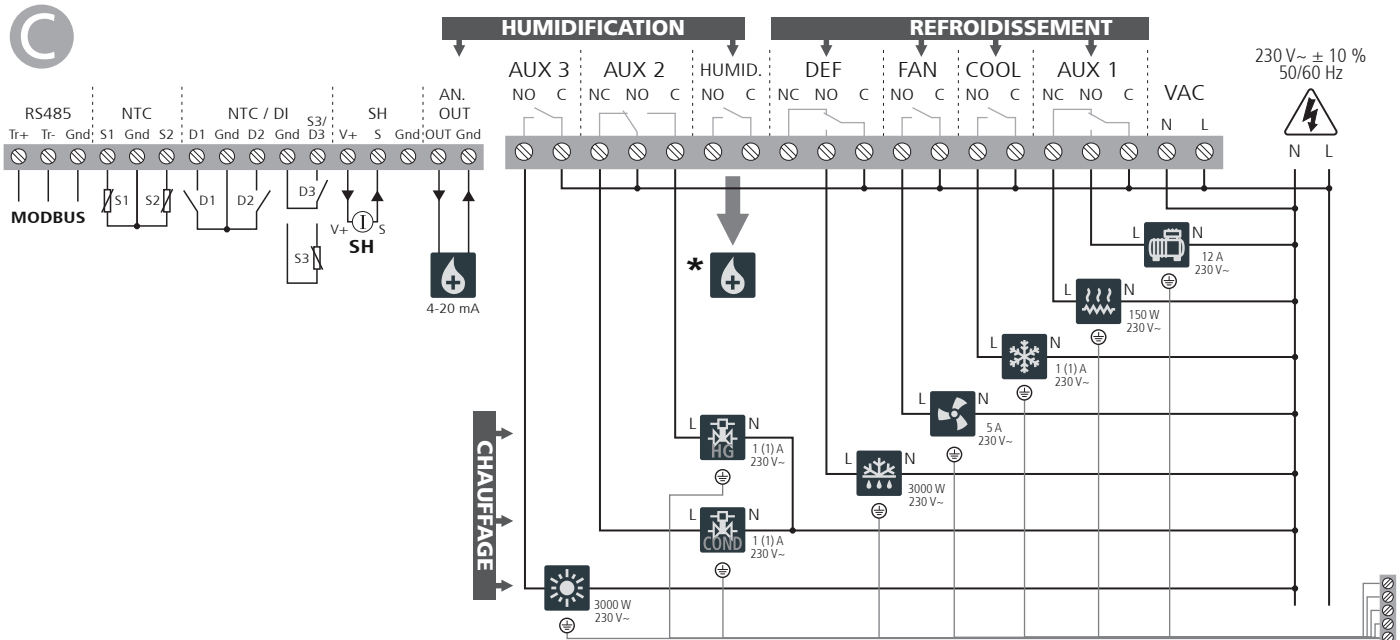 C
HUMIDIFICATION
REFROIDISSEMENT
230 V~ ± 10 %
50/60 Hz
RS485
NTC
NTC / DI
SH
AN.
OUT
AUX 3
AUX 2
HUMID.
DEF
FAN
COOL
AUX 1
VAC
Tr+ Tr- Gnd
S1 Gnd S2
D1 Gnd D2 Gnd S3/
D3
V+ S Gnd
OUT Gnd
NO C
NC NO C
NO C
NC NO C
NO C
NO C
NC NO C
N L
N L
MODBUS
S1
S2
D1
D2
D3
S3
V+ I S
SH
4-20 mA
*
L N
12 A
230 V~
L N
150 W
230 V~
L N
1 (1) A
230 V~
L N
5 A
230 V~
L N
3000 W
230 V~
CHAUFFAGE
L N
HG
1 (1) A
230 V~
L N
COND
1 (1) A
230 V~
3000 W
230 V~